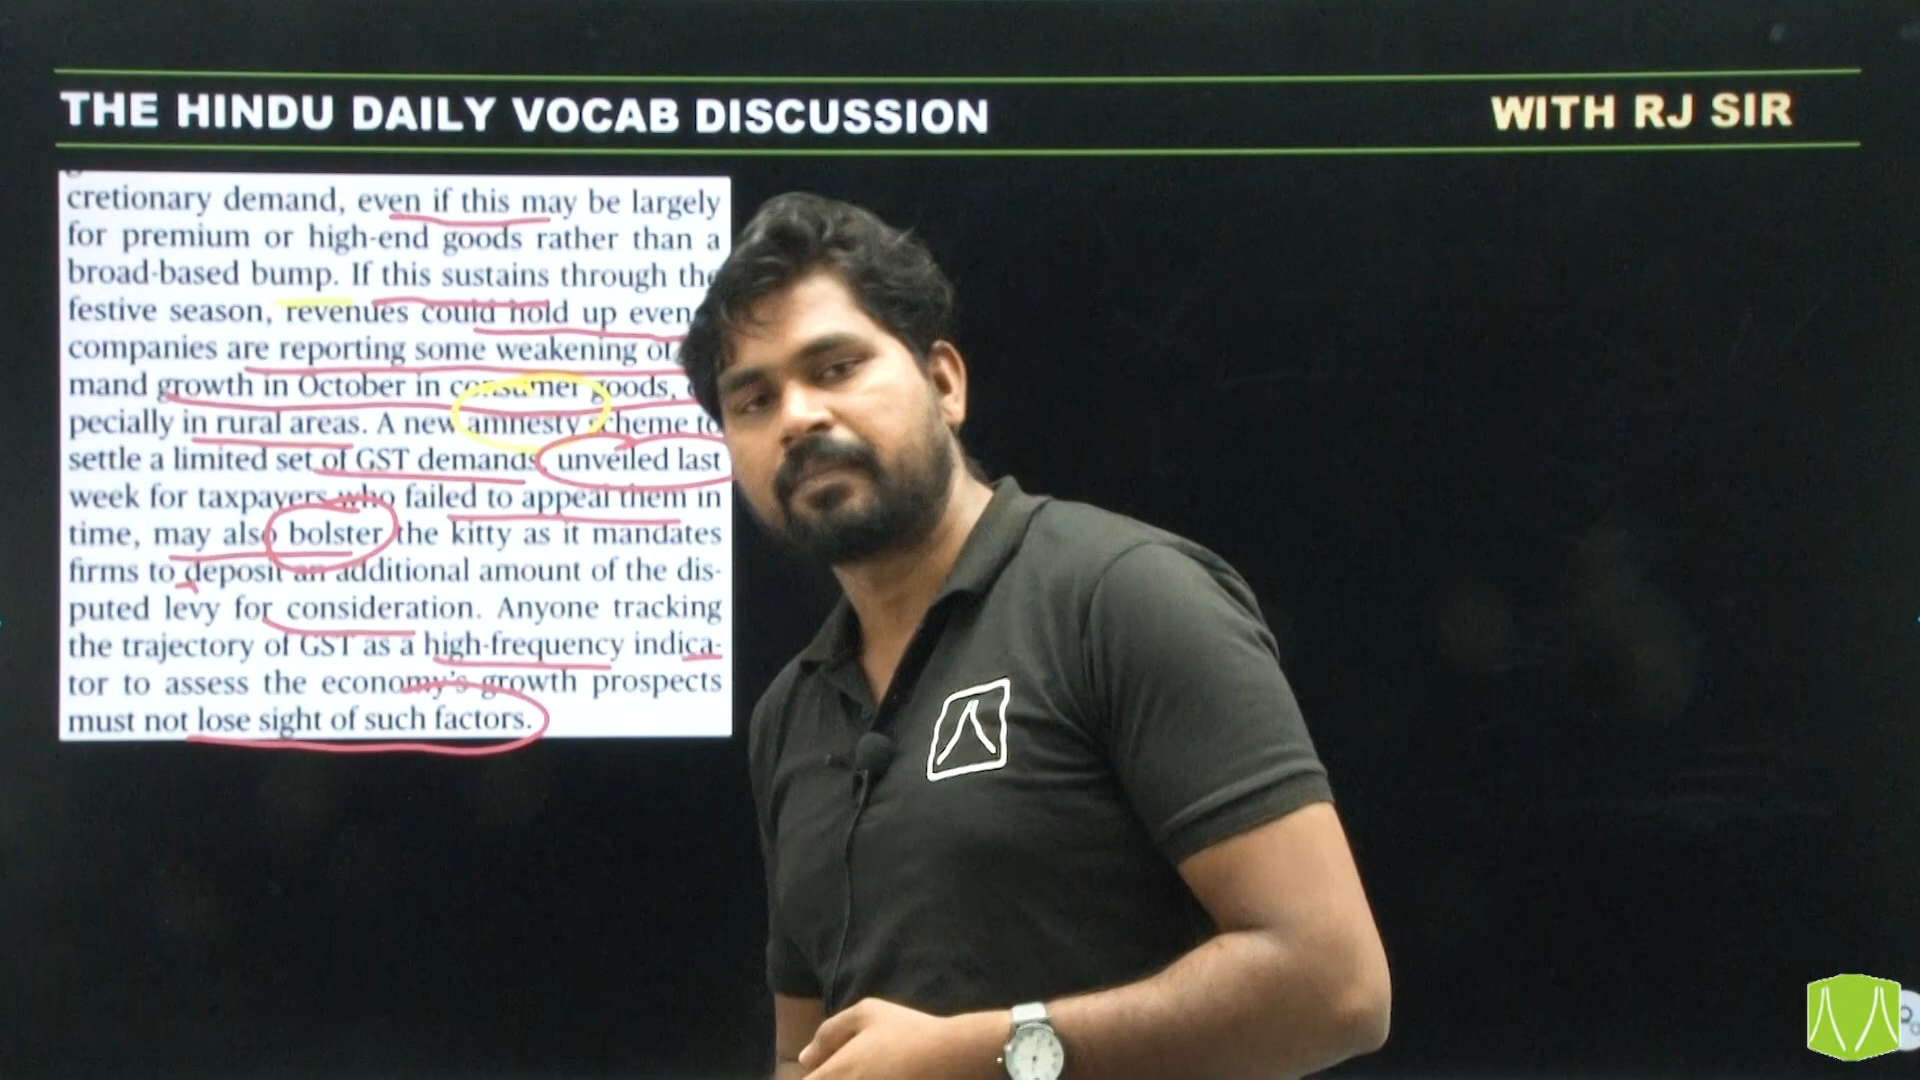 THE HINDU DAILY VOCAB DISCUSSION
WITH RJ SIR
cretionary demand, even if this may be largely
for premium or high-end goods rather than a
broad-based bump. If this sustains through the
festive season, revenues could hold up even
companies are reporting some weakening of
mand growth in October in consumer goods,
pecially in rural areas. A new amnesty scheme to
settle a limited set of GST demands, unveiled last
week for taxpayers who failed to appeal them in
time, may also bolster the kitty as it mandates
firms to deposit an additional amount of the dis-
puted levy for consideration. Anyone tracking
the trajectory of GST as a high-frequency indica-
tor to assess the economy's growth prospects
must not lose sight of such factors.